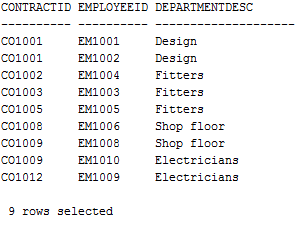 CONTRACTID EMPLOYEEID DEPARTMENTDESC
---------- ---------- --------------------
CO1001 EM1001 Design
CO1001 EM1002 Design
CO1002 EM1004 Fitters
CO1003 EM1003 Fitters
CO1005 EM1005 Fitters
CO1008 EM1006 Shop floor
CO1009 EM1008 Shop floor
CO1009 EM1010 Electricians
CO1012 EM1009 Electricians
9 rows selected